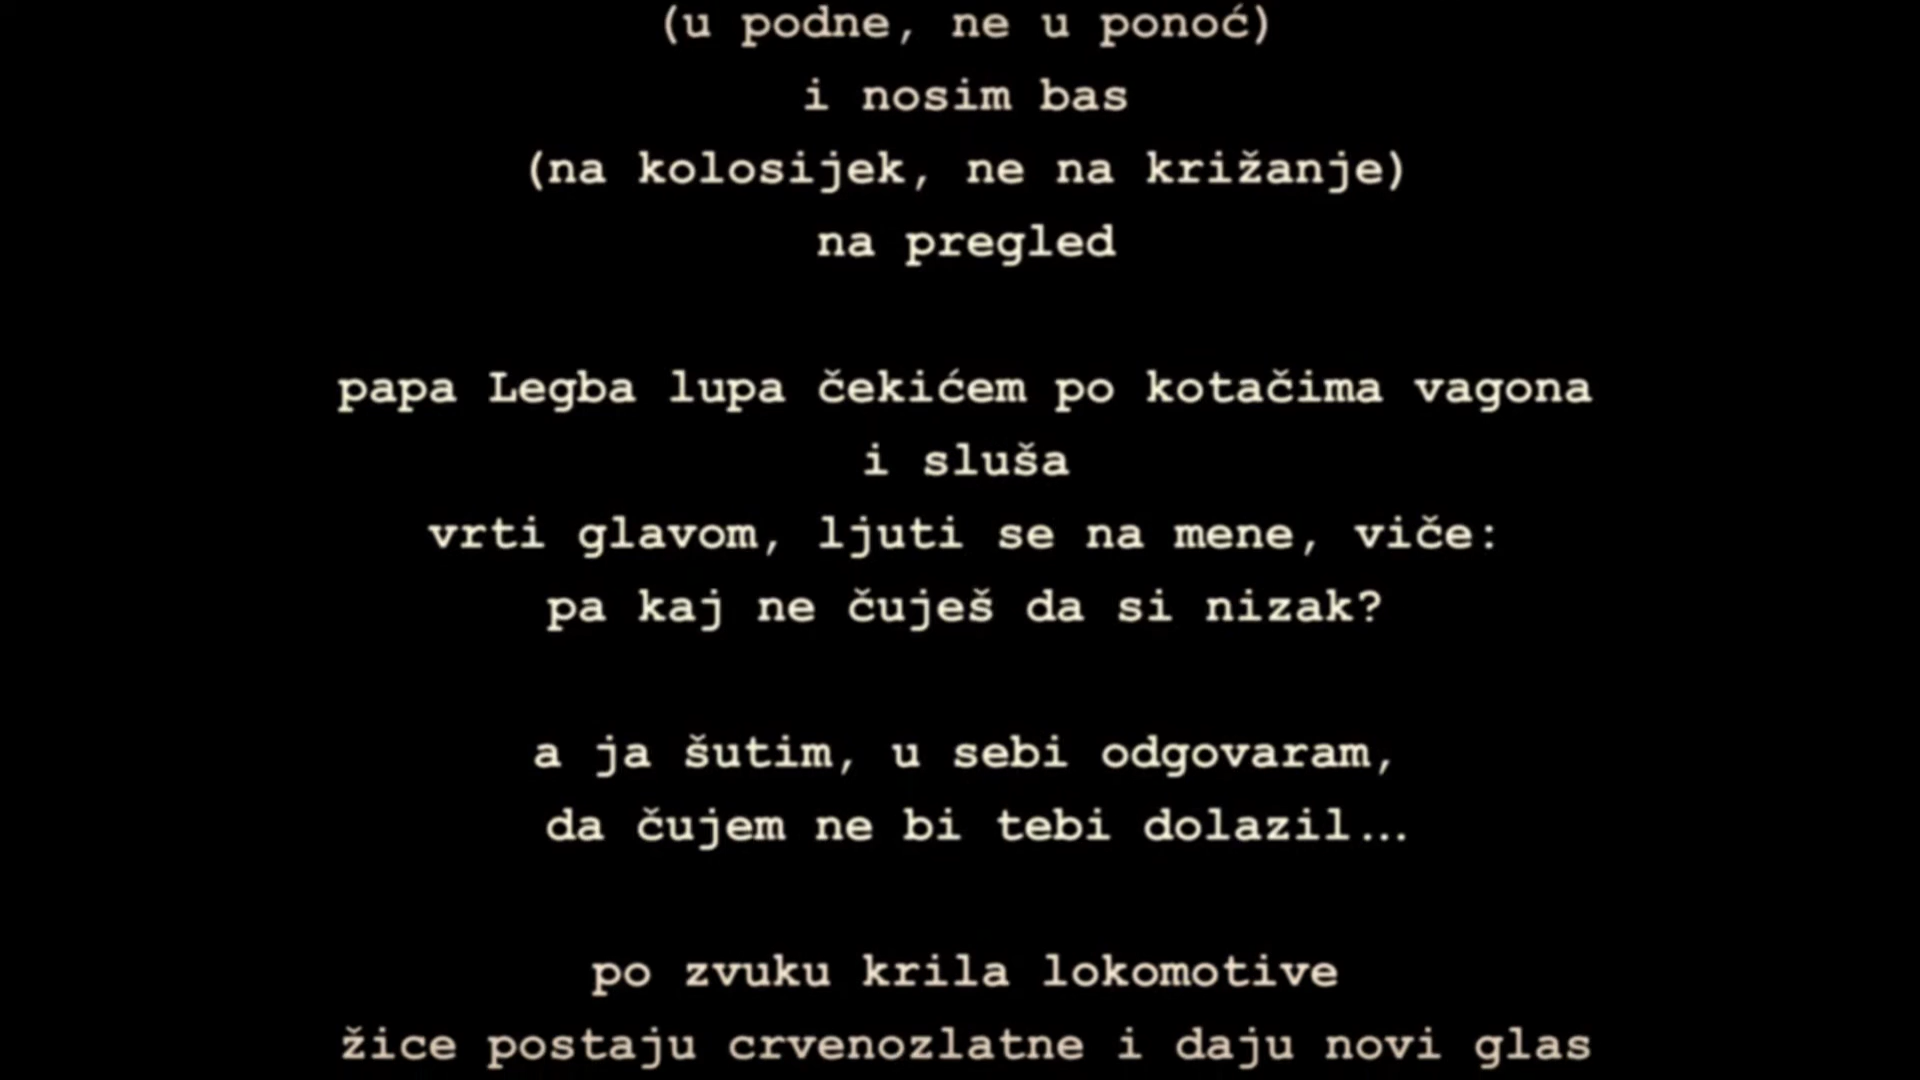 (u podne, ne u ponoć)
i nosim bas
(na kolosijek, ne na križanje)
na pregled
papa Legba lupa čekićem po kotačima vagona
i sluša
vrti glavom, ljuti se na mene, viče:
pa kaj ne čuješ da si nizak?
a ja šutim, u sebi odgovaram,
da čujem ne bi tebi dolazil…
po zvuku krila lokomotive
žice postaju crvenozlatne i daju novi glas